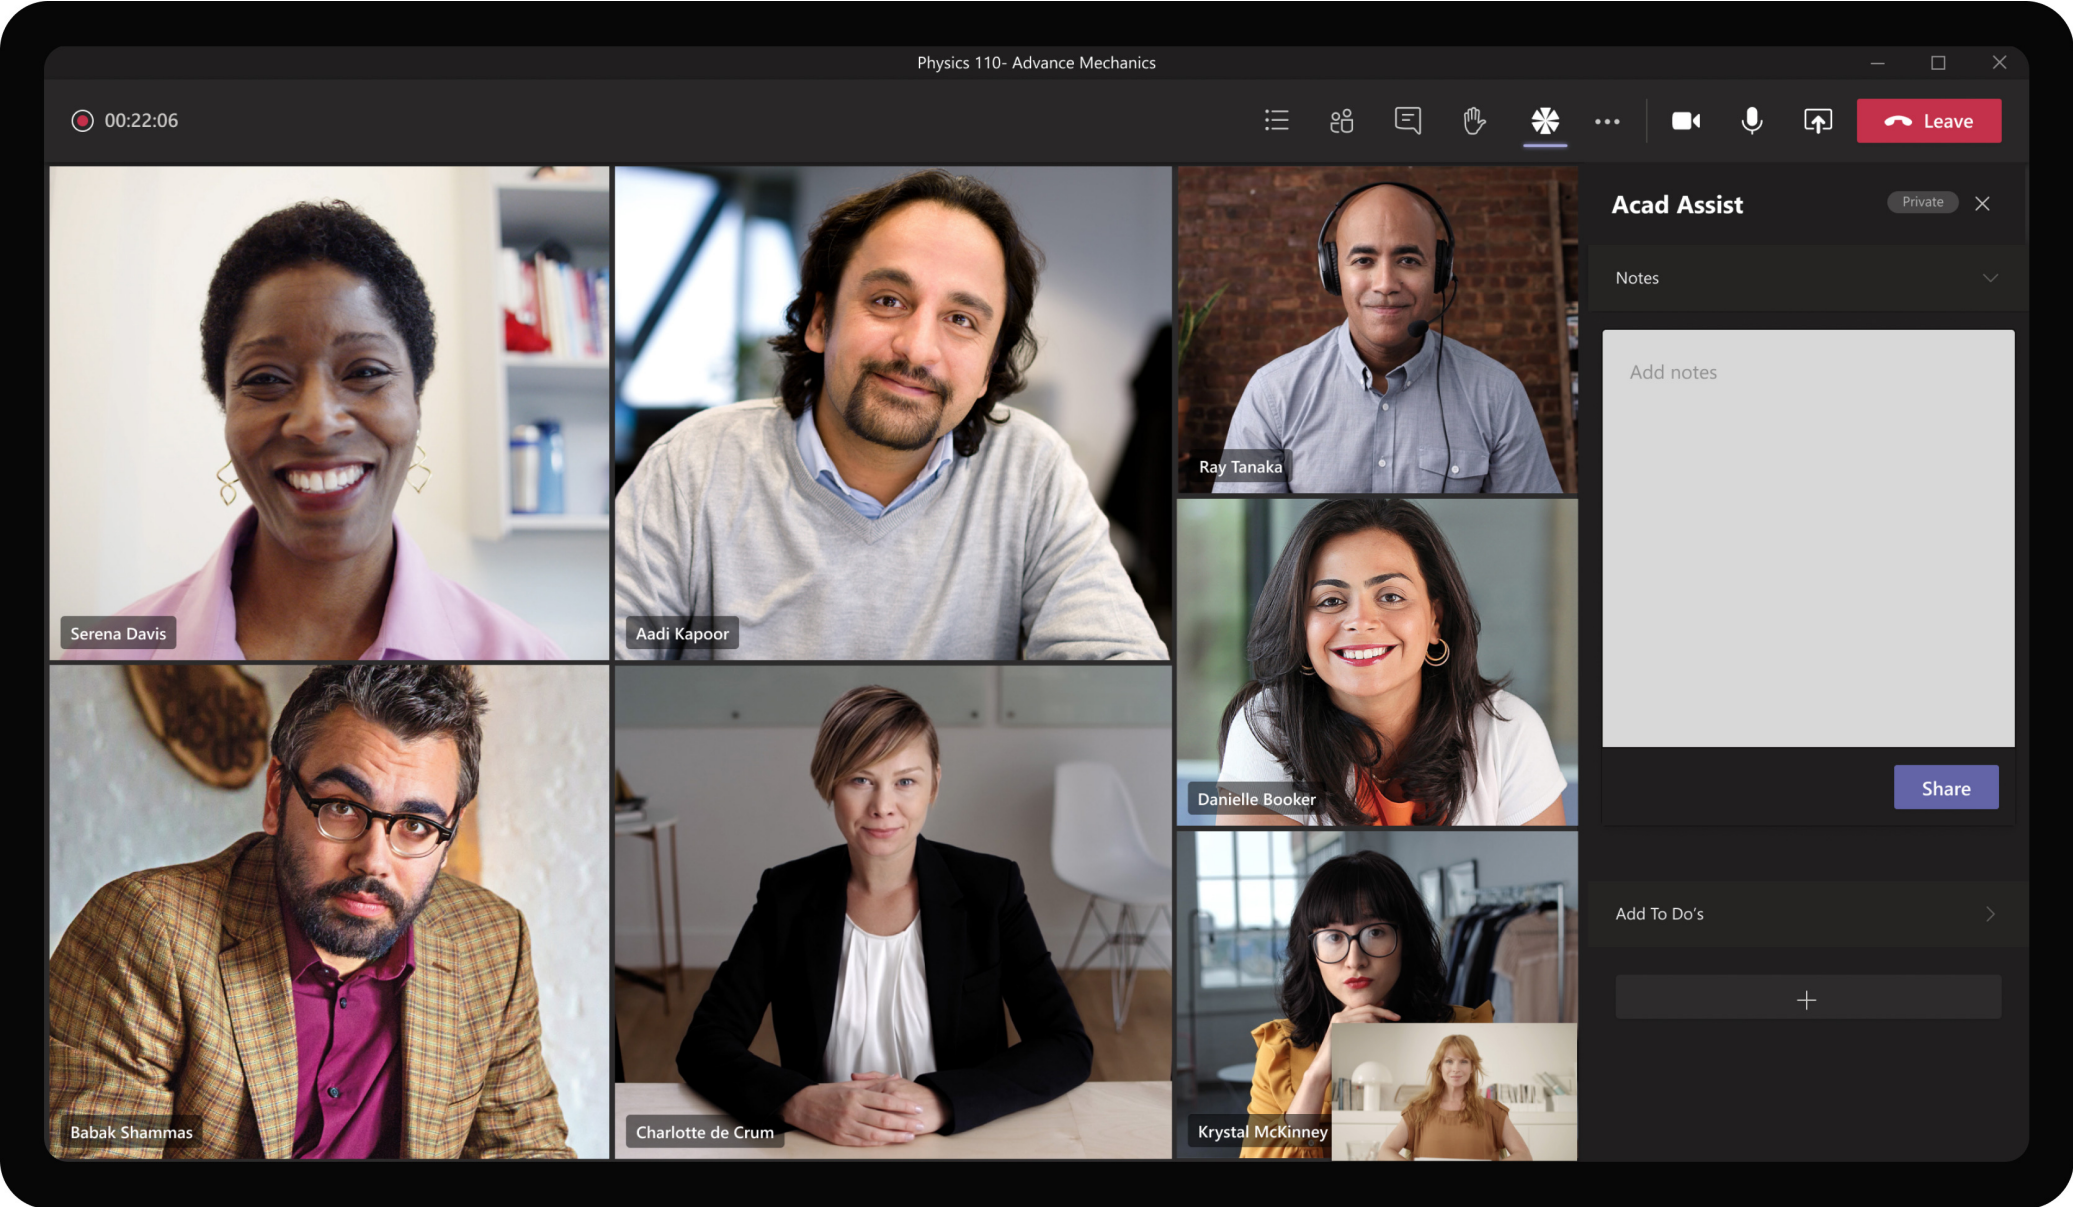 Physics 110- Advance Mechanics
00:22:06
Leave
Serena Davis
Aadi Kapoor
Ray Tanaka
Danielle Booker
Babak Shammas
Charlotte de Crum
Krystal McKinney
Acad Assist
Private
Notes
Add notes
Share
Add To Do's